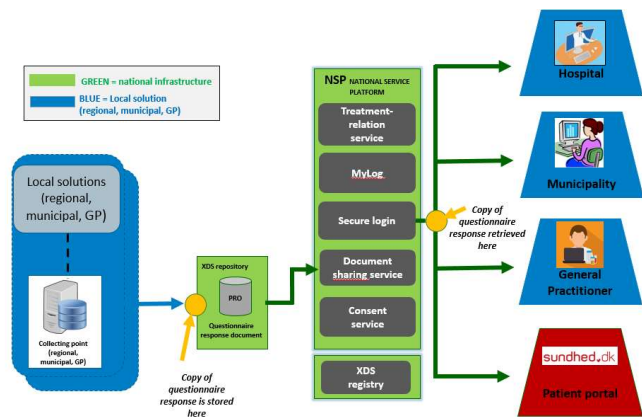 GREEN = national infrastructure
BLUE = Local solution
(regional, municipal, GP)
Local solutions
(regional,
municipal, GP)
Collecting point
(regional,
municipal, GP)
XDS repository
PRO
Questionnaire
response document
Copy of
questionnaire
response is stored
here
NSP NATIONAL SERVICE
PLATFORM
Treatment-
relation
service
MyLog
Secure login
Document
sharing service
Consent
service
XDS
registry
Copy of
questionnaire
response retrieved
here
Hospital
Municipality
General
Practitioner
sundhed.dk
Patient portal